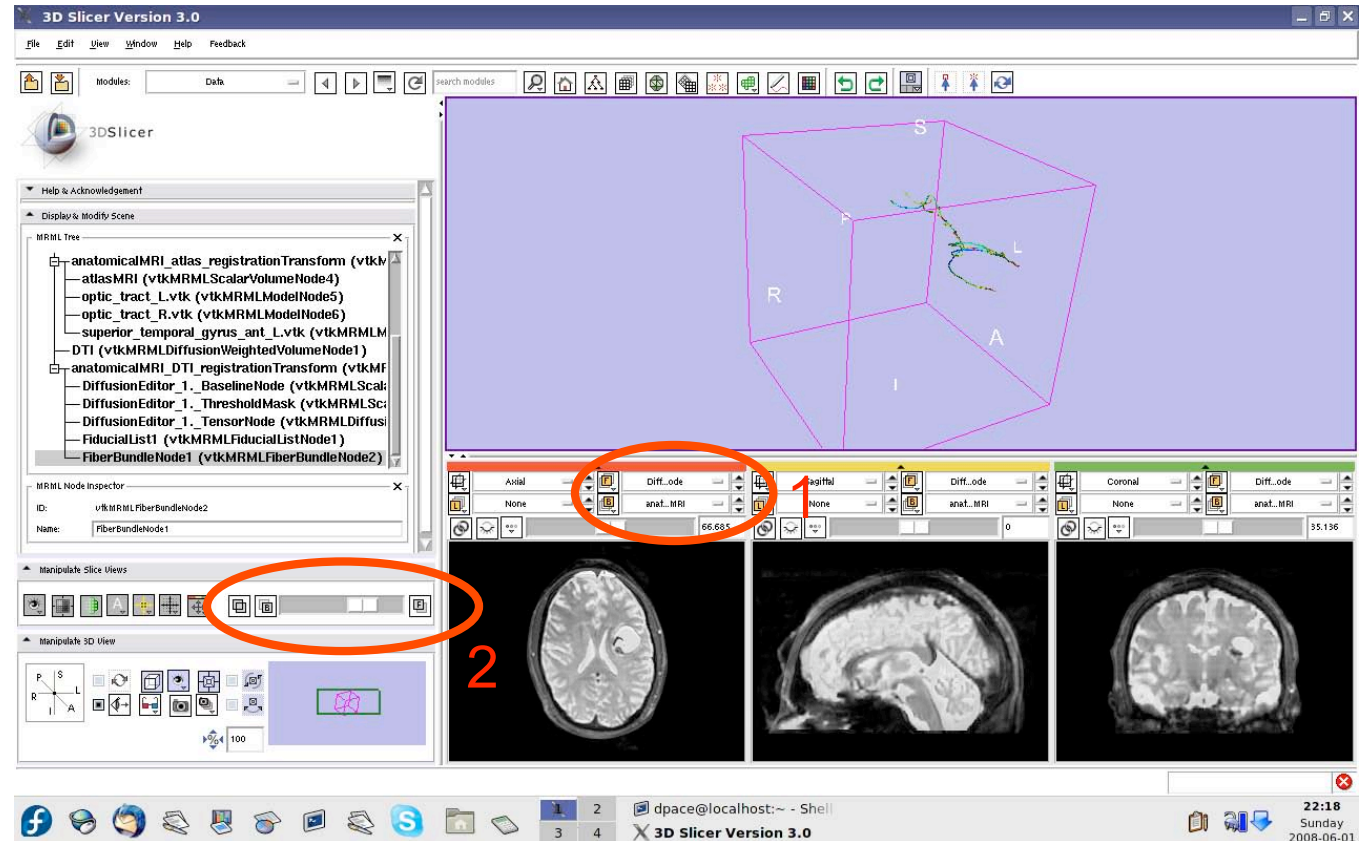 3D Slicer Version 3.0
File Edit View Window Help Feedback
Modules: Data search modules
3DSlicer
Help & Acknowledgement
Display & Modify Scene
MRML Tree
anatomicalMRI_atlas_registrationTransform (vtkM
atlasMRI (vtkMRMLScalarVolumeNode4)
optic_tract_L.vtk (vtkMRMLModelNode5)
optic_tract_R.vtk (vtkMRMLModelNode6)
superior_temporal_gyrus_ant_L.vtk (vtkMRMLM
DTI (vtkMRMLDiffusionWeightedVolumeNode1)
anatomicalMRI_DTI_registrationTransform (vtkMF
DiffusionEditor_1._BaselineNode (vtkMRMLScal
DiffusionEditor_1._ThresholdMask (vtkMRMLSc
DiffusionEditor_1._TensorNode (vtkMRMLDiffusi
FiducialList1 (vtkMRMLFiducialListNode1)
FiberBundleNode1 (vtkMRMLFiberBundleNode2)
MRML Node Inspector
ID: vtkMRMLFiberBundleNode2
Name: FiberBundleNode1
Manipulate Slice Views
B F
Manipulate 3D View
P S
R L
I A
% 100
S
P
L
R
A
I
Axial F Diff..ode
L None B anat...MRI
66.685
1
Sagittal F Diff..ode
L None B anat...MRI
0
Coronal F Diff..ode
L None B anat...MRI
35.136
2
1 2
3 4
dpace@localhost:~ - Shell
3D Slicer Version 3.0
22:18
Sunday
2008-06-01